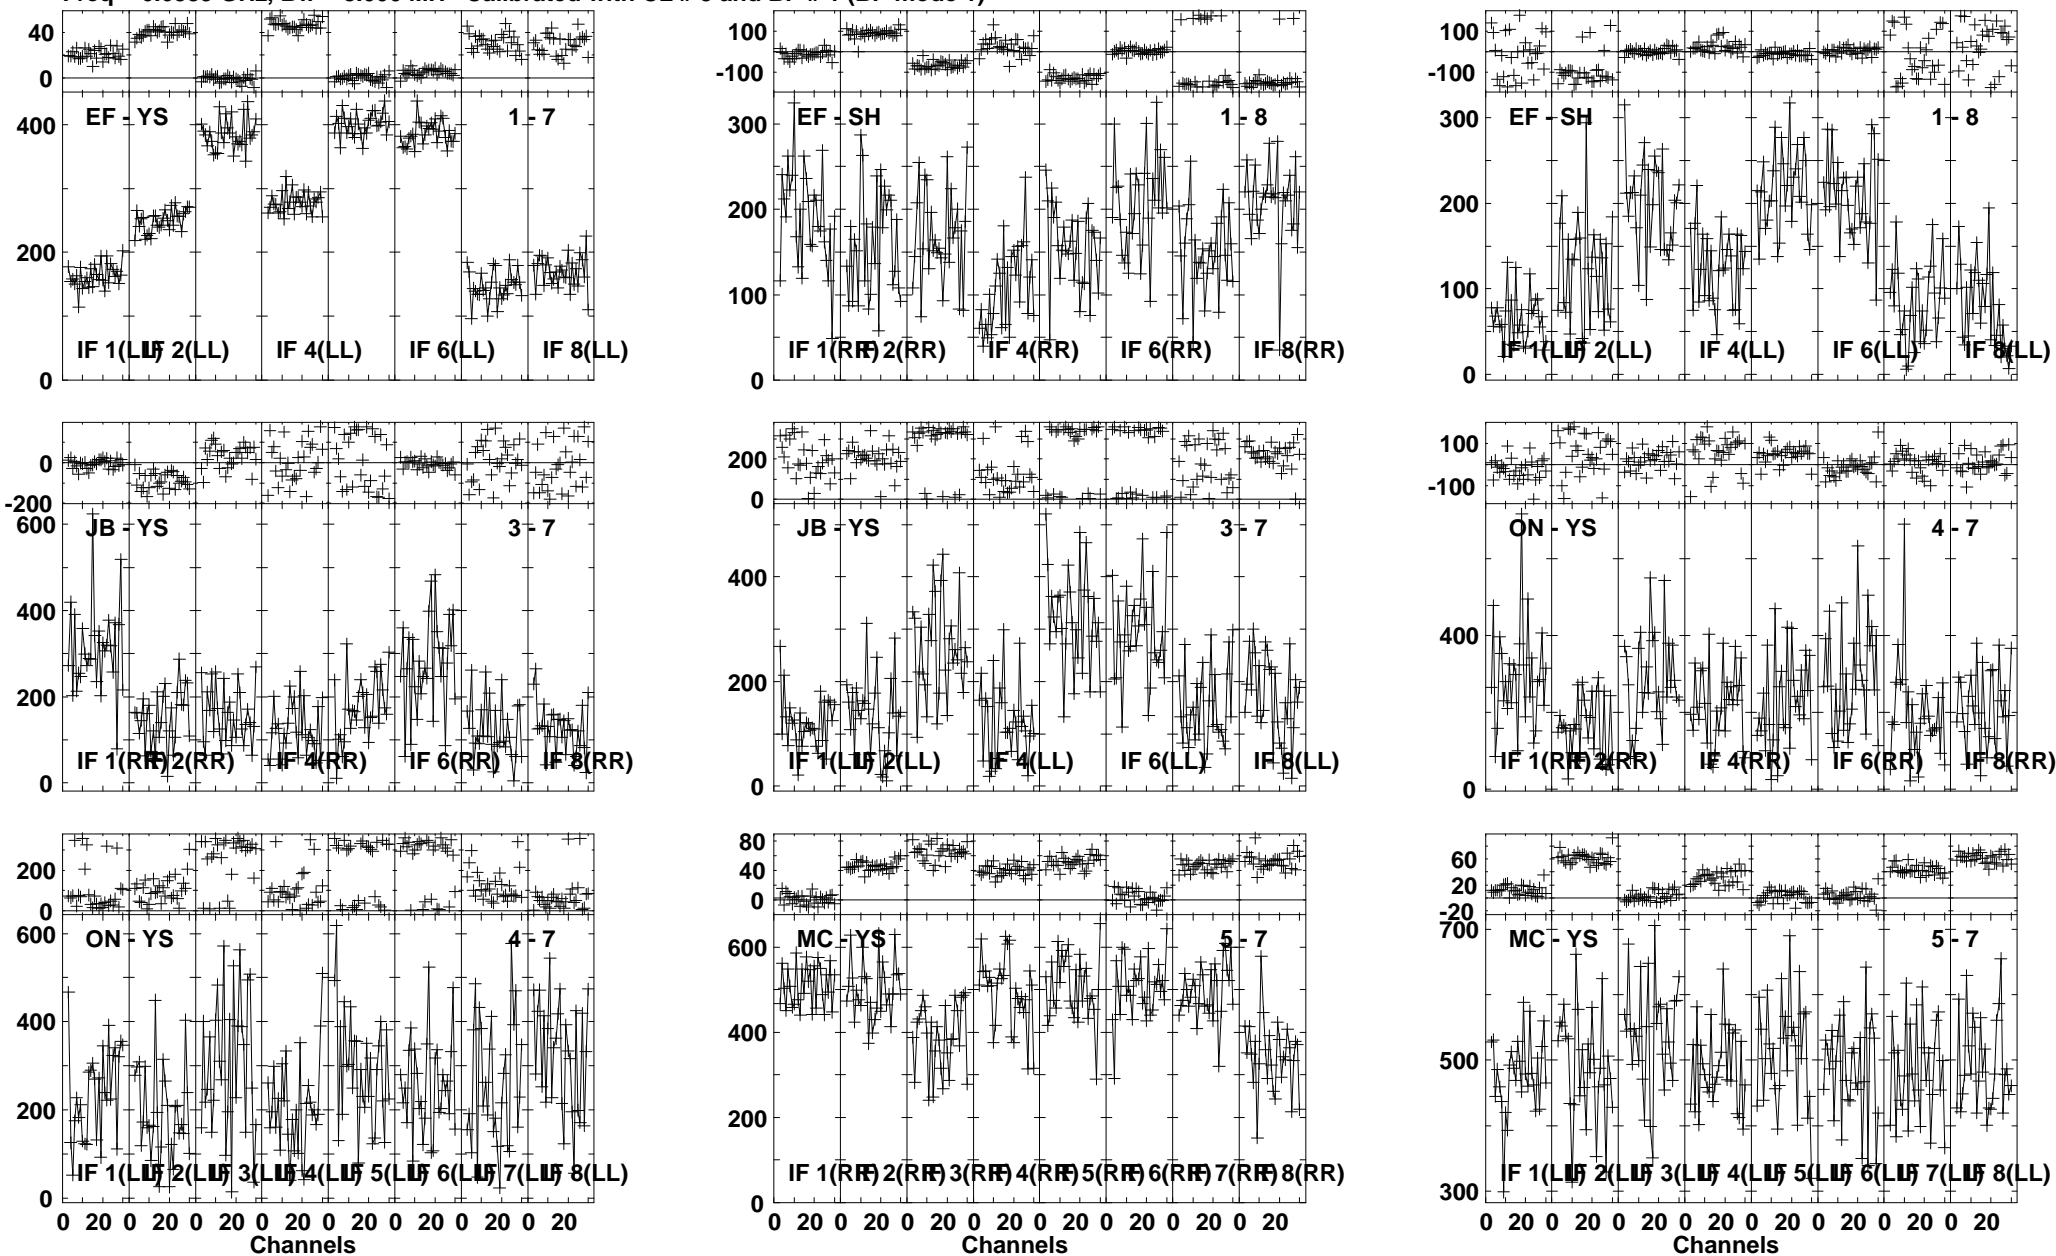 40
0
EF - YS 1 - 7
400
200
0
IF 1(LL) IF 2(LL) IF 4(LL) IF 6(LL) IF 8(LL)
100
-100
EF - SH 1 - 8
300
200
100
0
IF 1(RR) IF 2(RR) IF 4(RR) IF 6(RR) IF 8(RR)
100
-100
EF - SH 1 - 8
300
200
100
0
IF 1(LL) IF 2(LL) IF 4(LL) IF 6(LL) IF 8(LL)
0
-200
JB - YS 3 - 7
600
400
200
0
IF 1(RR) IF 2(RR) IF 4(RR) IF 6(RR) IF 8(RR)
200
0
JB - YS 3 - 7
400
200
0
IF 1(LL) IF 2(LL) IF 4(LL) IF 6(LL) IF 8(LL)
100
-100
ON - YS 4 - 7
400
200
0
IF 1(RR) IF 2(RR) IF 4(RR) IF 6(RR) IF 8(RR)
200
0
ON - YS 4 - 7
600
400
200
0
IF 1(LL) IF 2(LL) IF 3(LL) IF 4(LL) IF 5(LL) IF 6(LL) IF 7(LL) IF 8(LL)
0 20 0 20 0 20 0 20 0 20 0 20 0 20 0 20
Channels
80
40
0
MC - YS 5 - 7
600
400
200
0
IF 1(RR) IF 2(RR) IF 3(RR) IF 4(RR) IF 5(RR) IF 6(RR) IF 7(RR) IF 8(RR)
0 20 0 20 0 20 0 20 0 20 0 20 0 20 0 20
Channels
60
20
-20
MC - YS 5 - 7
700
500
300
IF 1(LL) IF 2(LL) IF 3(LL) IF 4(LL) IF 5(LL) IF 6(LL) IF 7(LL) IF 8(LL)
0 20 0 20 0 20 0 20 0 20 0 20 0 20 0 20
Channels